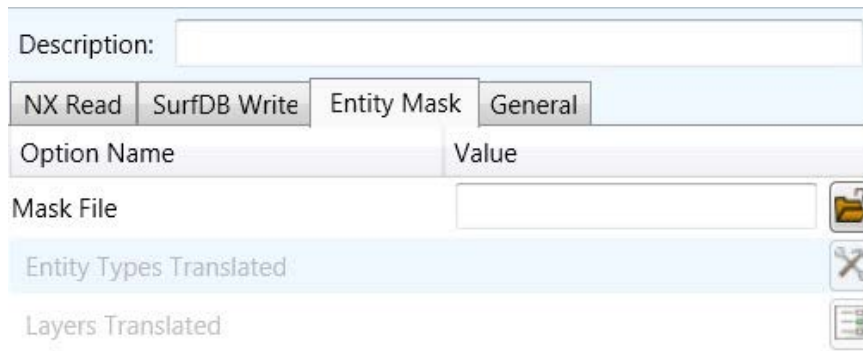 Description:
NX Read SurfDB Write Entity Mask General
Option Name Value
Mask File
Entity Types Translated
Layers Translated